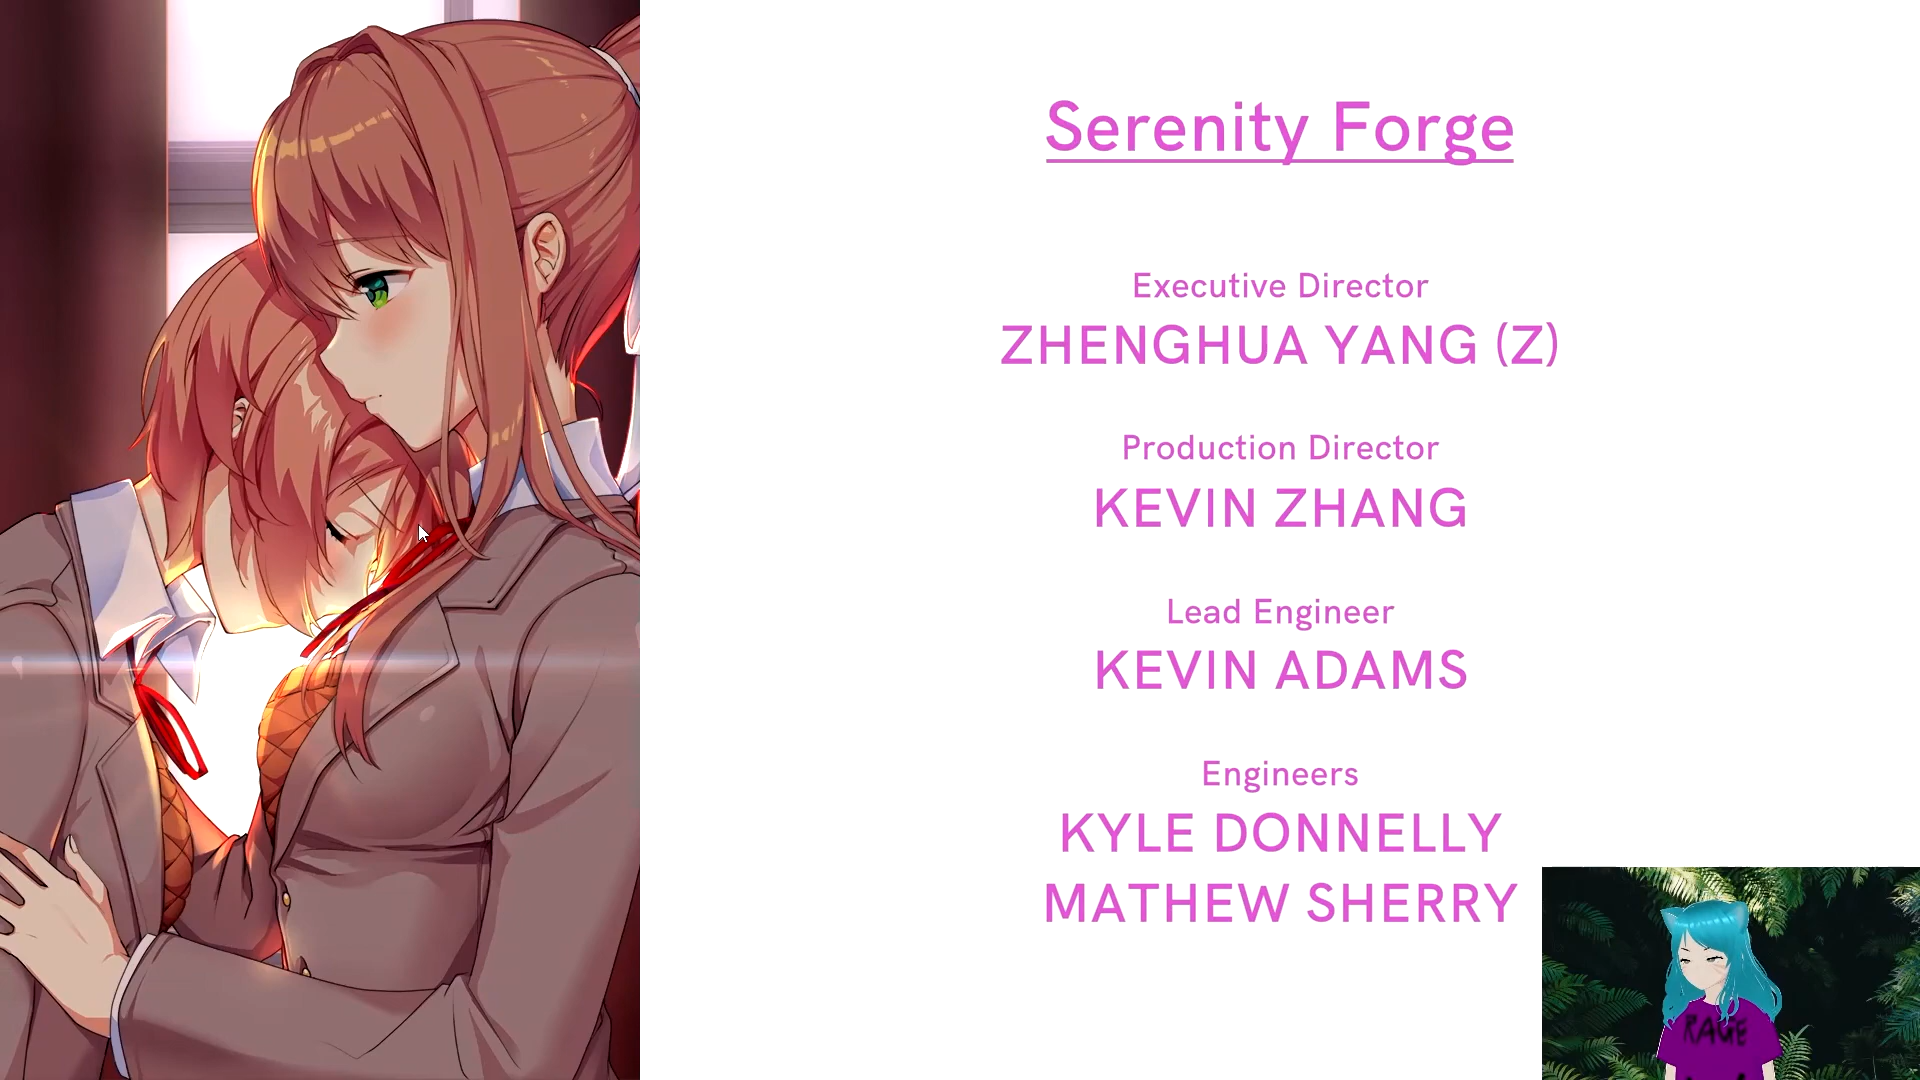 Serenity Forge
Executive Director
ZHENGHUA YANG (Z)
Production Director
KEVIN ZHANG
Lead Engineer
KEVIN ADAMS
Engineers
KYLE DONNELLY
MATHEW SHERRY
RAGE